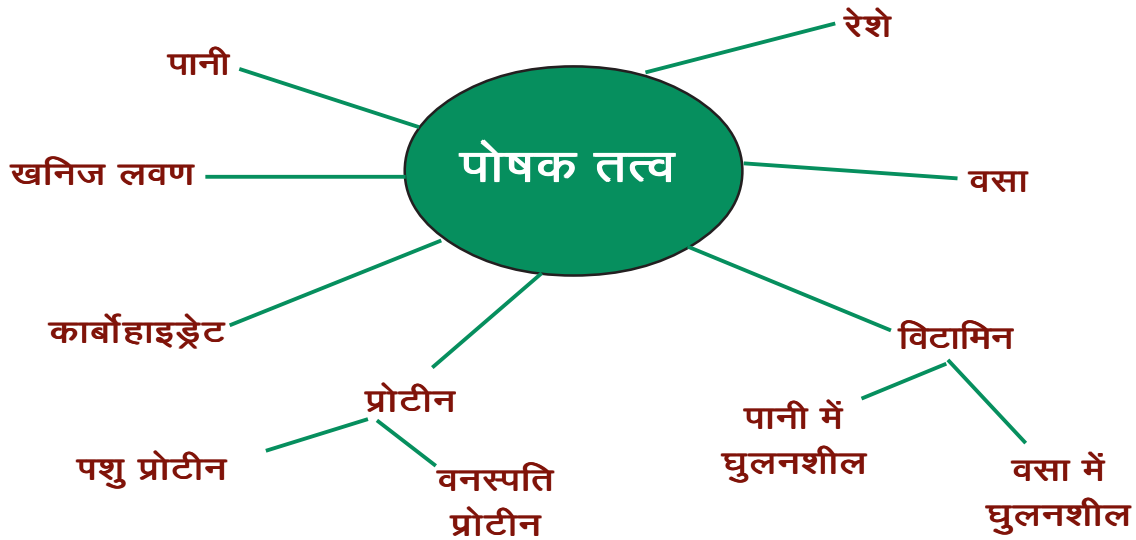 रेशे
पानी
पोषक तत्व
खनिज लवण
वसा
कार्बोहाइड्रेट
विटामिन
प्रोटीन
पानी में
घुलनशील
पशु प्रोटीन
वनस्पति
प्रोटीन
वसा में
घुलनशील